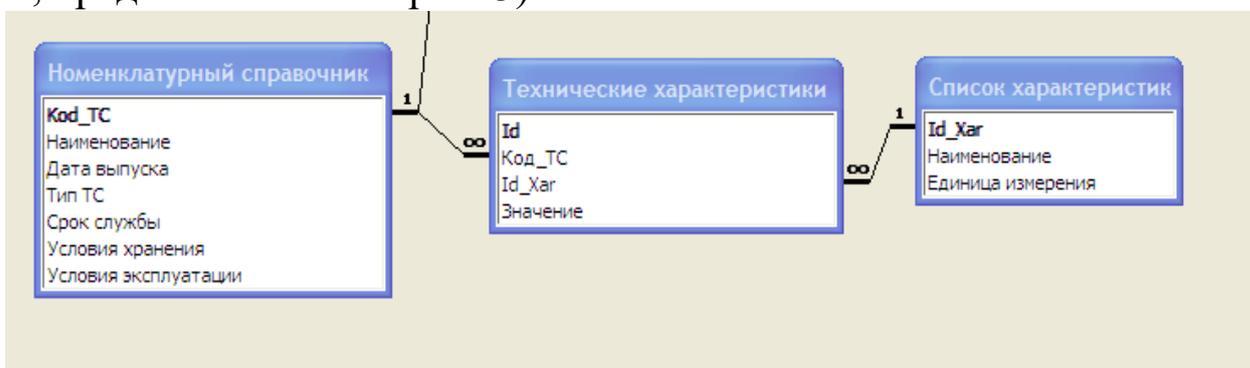 Номенклатурный справочник
Kod_TC
Наименование
Дата выпуска
Тип ТС
Срок службы
Условия хранения
Условия эксплуатации
1
∞
Технические характеристики
Id
Код_ТС
Id_Xar
Значение
∞
1
Список характеристик
Id_Xar
Наименование
Единица измерения